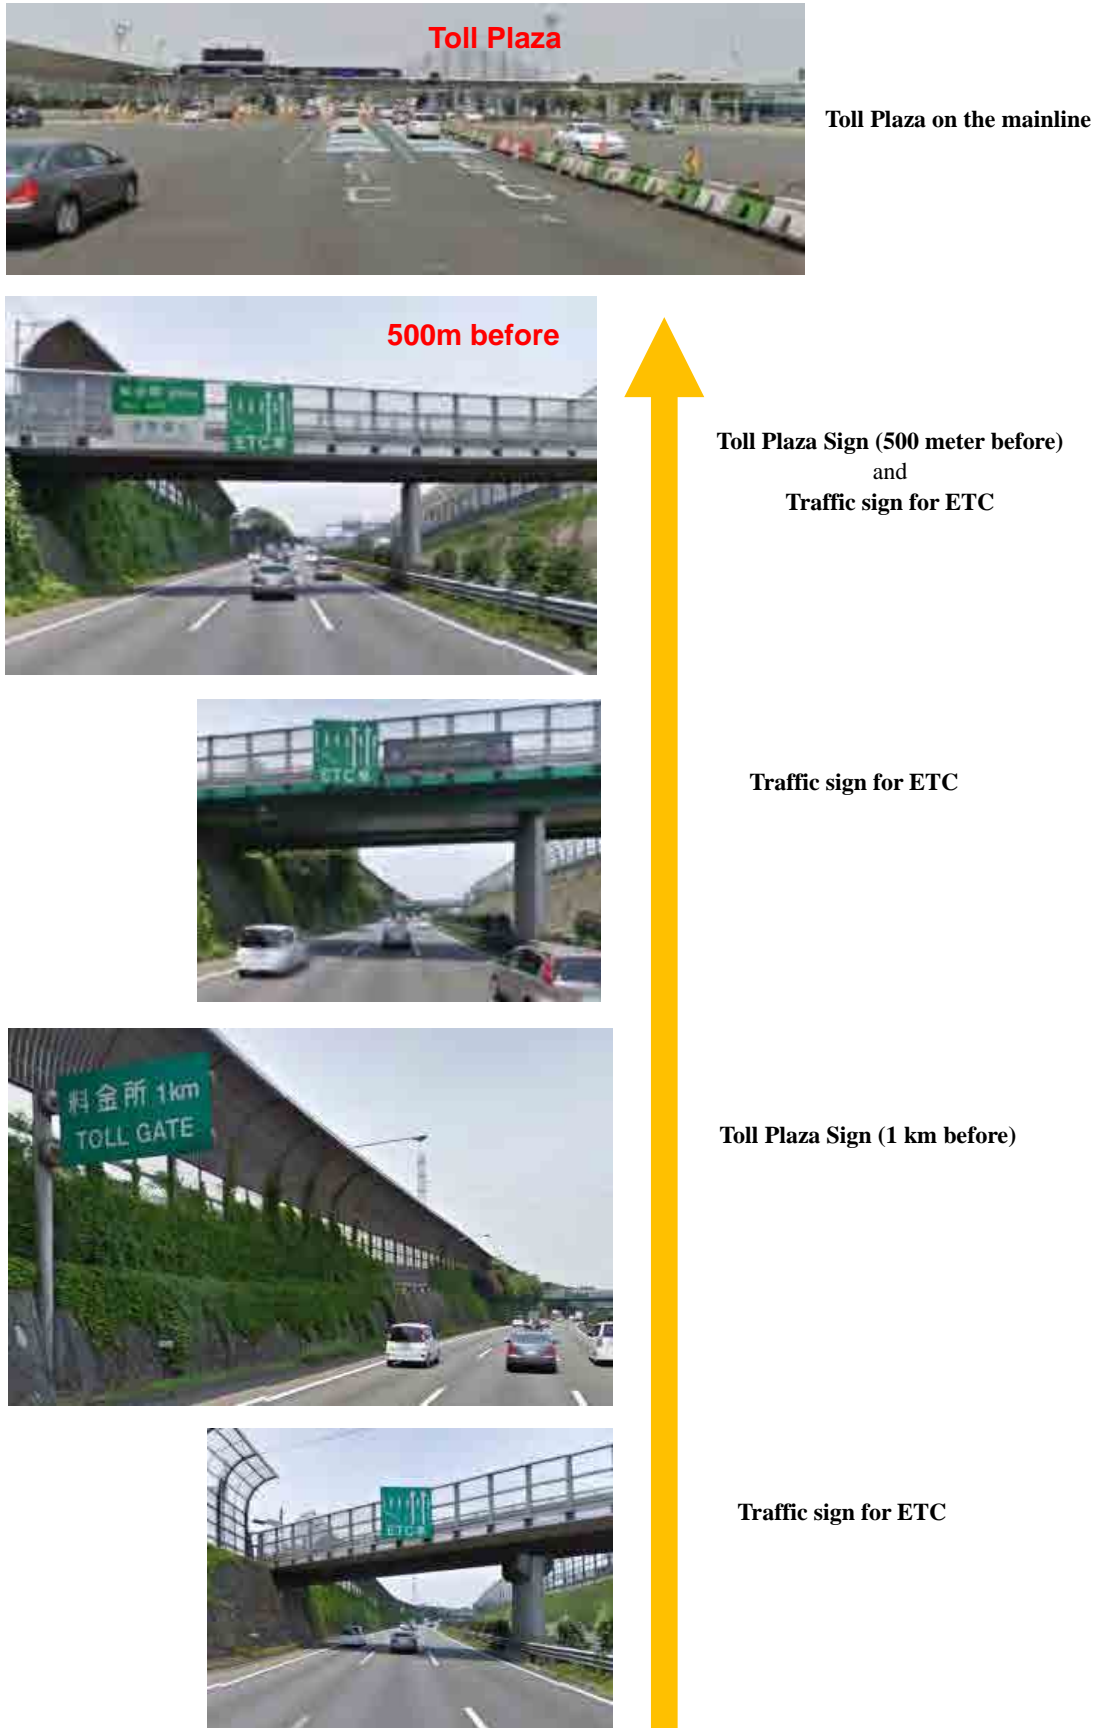 Toll Plaza
Toll Plaza on the mainline
500m before
ETC
Toll Plaza Sign (500 meter before)
and
Traffic sign for ETC
ETC
Traffic sign for ETC
料金所 1km
TOLL GATE
Toll Plaza Sign (1 km before)
ETC
Traffic sign for ETC